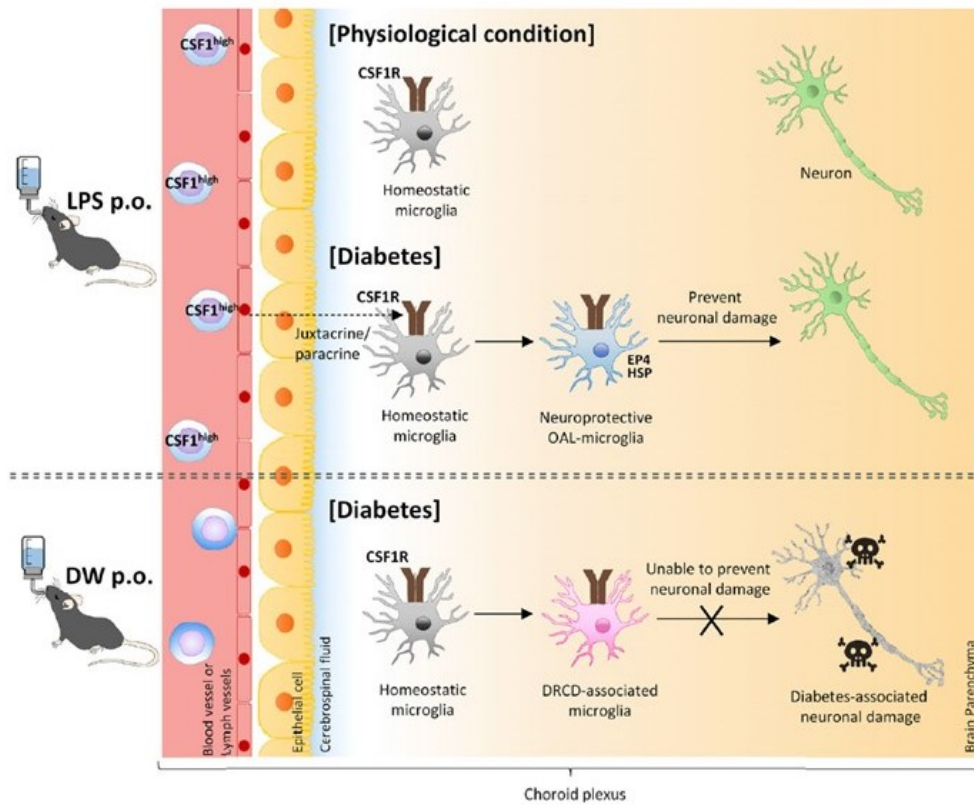 CSF1high
[Physiological condition]
CSF1R
Homeostatic
microglia
Neuron
LPS p.o.
CSF1high
[Diabetes]
CSF1R
CSF1high
Juxtacrine/
paracrine
Homeostatic
microglia
EP4
HSP
Neuroprotective
OAL-microglia
Prevent
neuronal damage
CSF1high
[Diabetes]
DW p.o.
CSF1R
Homeostatic
microglia
DRCD-associated
microglia
Unable to prevent
neuronal damage
Diabetes-associated
neuronal damage
Blood vessel or
Lymph vessels
Epithelial cell
Cerebrospinal fluid
Brain Parenchyma
Choroid plexus